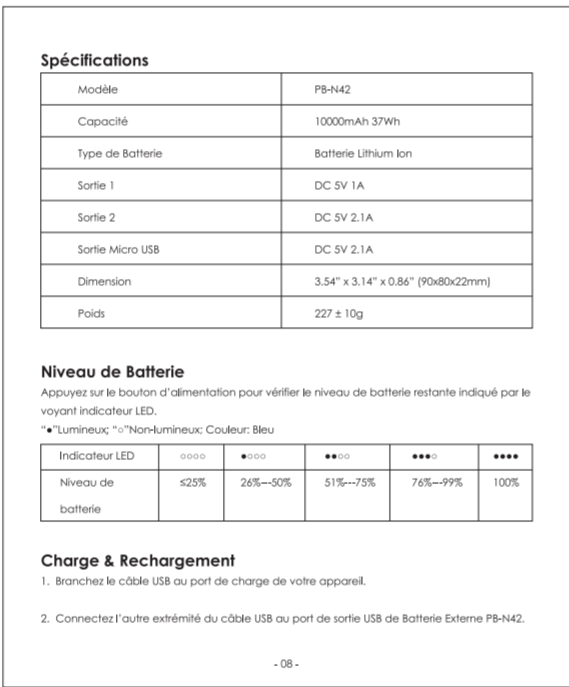 Spécifications
Modèle PB-N42
Capacité 10000mAh 37Wh
Type de Batterie Batterie Lithium Ion
Sortie 1 DC 5V 1A
Sortie 2 DC 5V 2.1A
Sortie Micro USB DC 5V 2.1A
Dimension 3.54” x 3.14” x 0.86” (90x80x22mm)
Poids 227 ± 10g
Niveau de Batterie
Appuyez sur le bouton d’alimentation pour vérifier le niveau de batterie restante indiqué par le
voyant indicateur LED.
“●”Lumineux; “○”Non-lumineux; Couleur: Bleu
Indicateur LED ○○○○ ●○○○ ●●○○ ●●●○ ●●●●
Niveau de ≤25% 26%---50% 51%---75% 76%---99% 100%
batterie
Charge & Rechargement
1. Branchez le câble USB au port de charge de votre appareil.
2. Connectez l’autre extrémité du câble USB au port de sortie USB de Batterie Externe PB-N42.
- 08 -